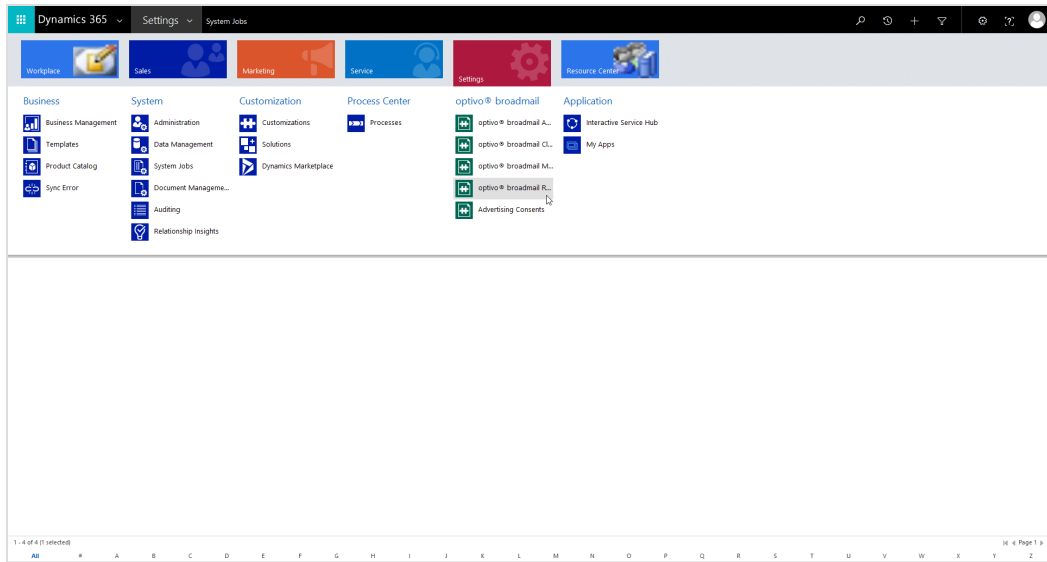 Dynamics 365 Settings System Jobs
Workplace Sales Marketing Service Settings Resource Center
Business
Business Management
Templates
Product Catalog
Sync Error
System
Administration
Data Management
System Jobs
Document Manageme...
Auditing
Relationship Insights
Customization
Customizations
Solutions
Dynamics Marketplace
Process Center
Processes
optivo® broadmail
optivo® broadmail A...
optivo® broadmail Cl...
optivo® broadmail M...
optivo® broadmail R...
Advertising Consents
Application
Interactive Service Hub
My Apps
1 - 4 of 4 (1 selected) Page 1
All # A B C D E F G H I J K L M N O P Q R S T U V W X Y Z